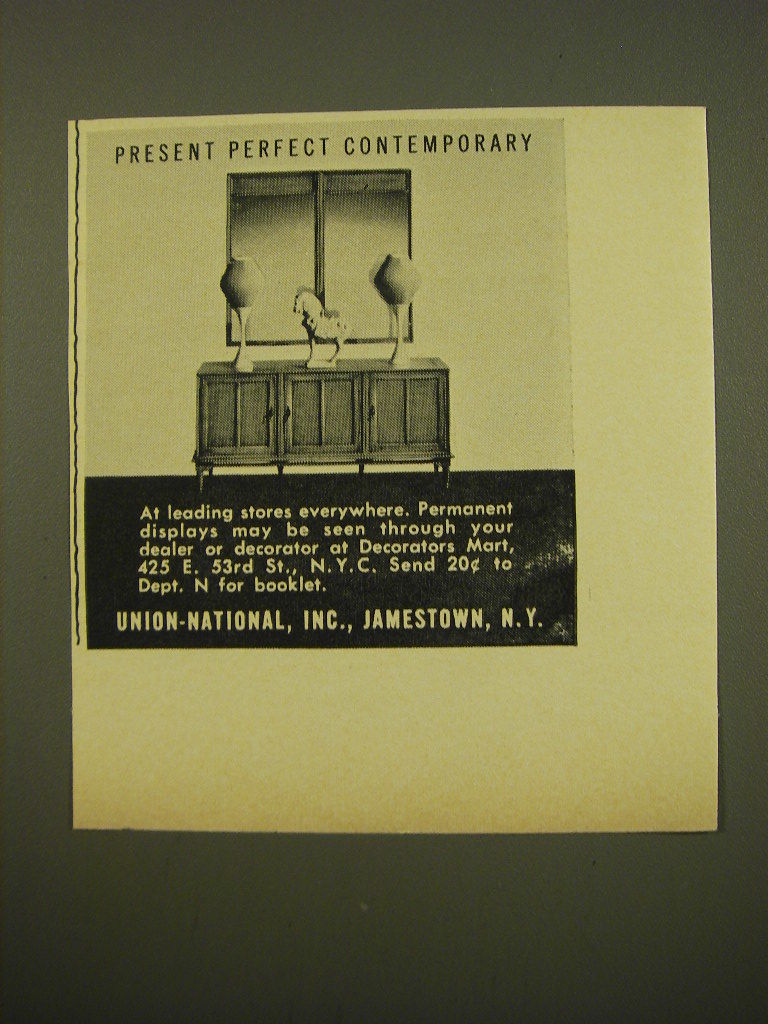 PRESENT PERFECT CONTEMPORARY
At leading stores everywhere. Permanent
displays may be seen through your
dealer or decorator at Decorators Mart,
425 E. 53rd St., N.Y.C. Send 20¢ to
Dept. N for booklet.
UNION-NATIONAL, INC., JAMESTOWN, N.Y.